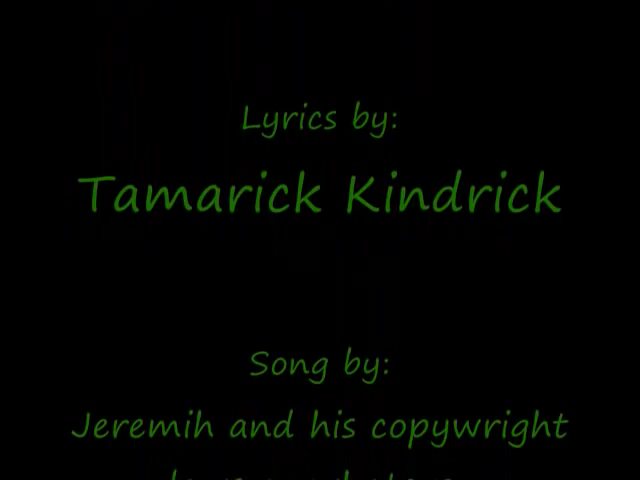 Lyrics by:
Tamarick Kindrick
Song by:
Jeremih and his copywright